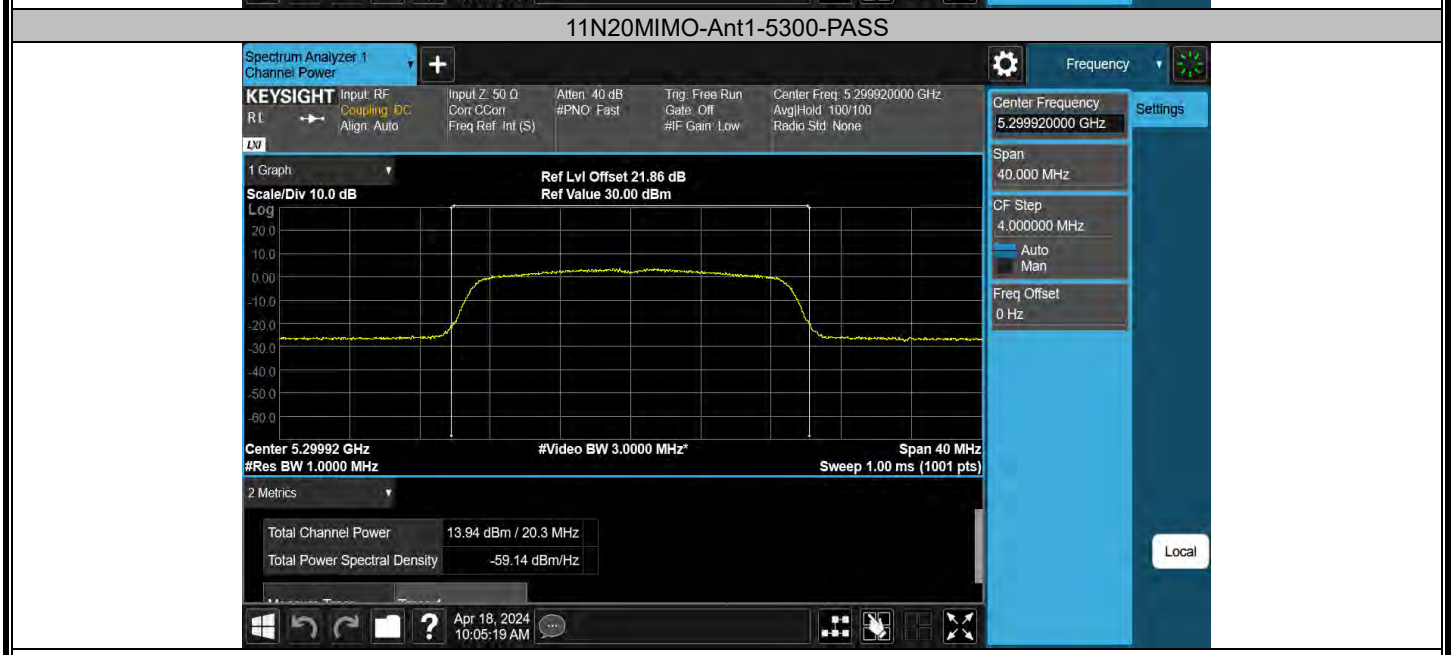 11N20MIMO-Ant1-5300-PASS
Spectrum Analyzer 1
Channel Power
+
Frequency
KEYSIGHT
RL
LXI
Input: RF
Coupling: DC
Align: Auto
Input Z: 50 Ω
Corr CCorr
Freq Ref: Int (S)
Atten: 40 dB
#PNO: Fast
Trig: Free Run
Gate: Off
#IF Gain: Low
Center Freq: 5.299920000 GHz
Avg|Hold: 100/100
Radio Std: None
Center Frequency
5.299920000 GHz
Settings
Span
40.000 MHz
CF Step
4.000000 MHz
Auto
Man
Freq Offset
0 Hz
1 Graph
Scale/Div 10.0 dB
Ref Lvl Offset 21.86 dB
Ref Value 30.00 dBm
Log
20.0
10.0
0.00
-10.0
-20.0
-30.0
-40.0
-50.0
-60.0
Center 5.29992 GHz
#Video BW 3.0000 MHz*
Span 40 MHz
#Res BW 1.0000 MHz
Sweep 1.00 ms (1001 pts)
2 Metrics
Total Channel Power 13.94 dBm / 20.3 MHz
Total Power Spectral Density -59.14 dBm/Hz
Local
?
Apr 18, 2024
10:05:19 AM